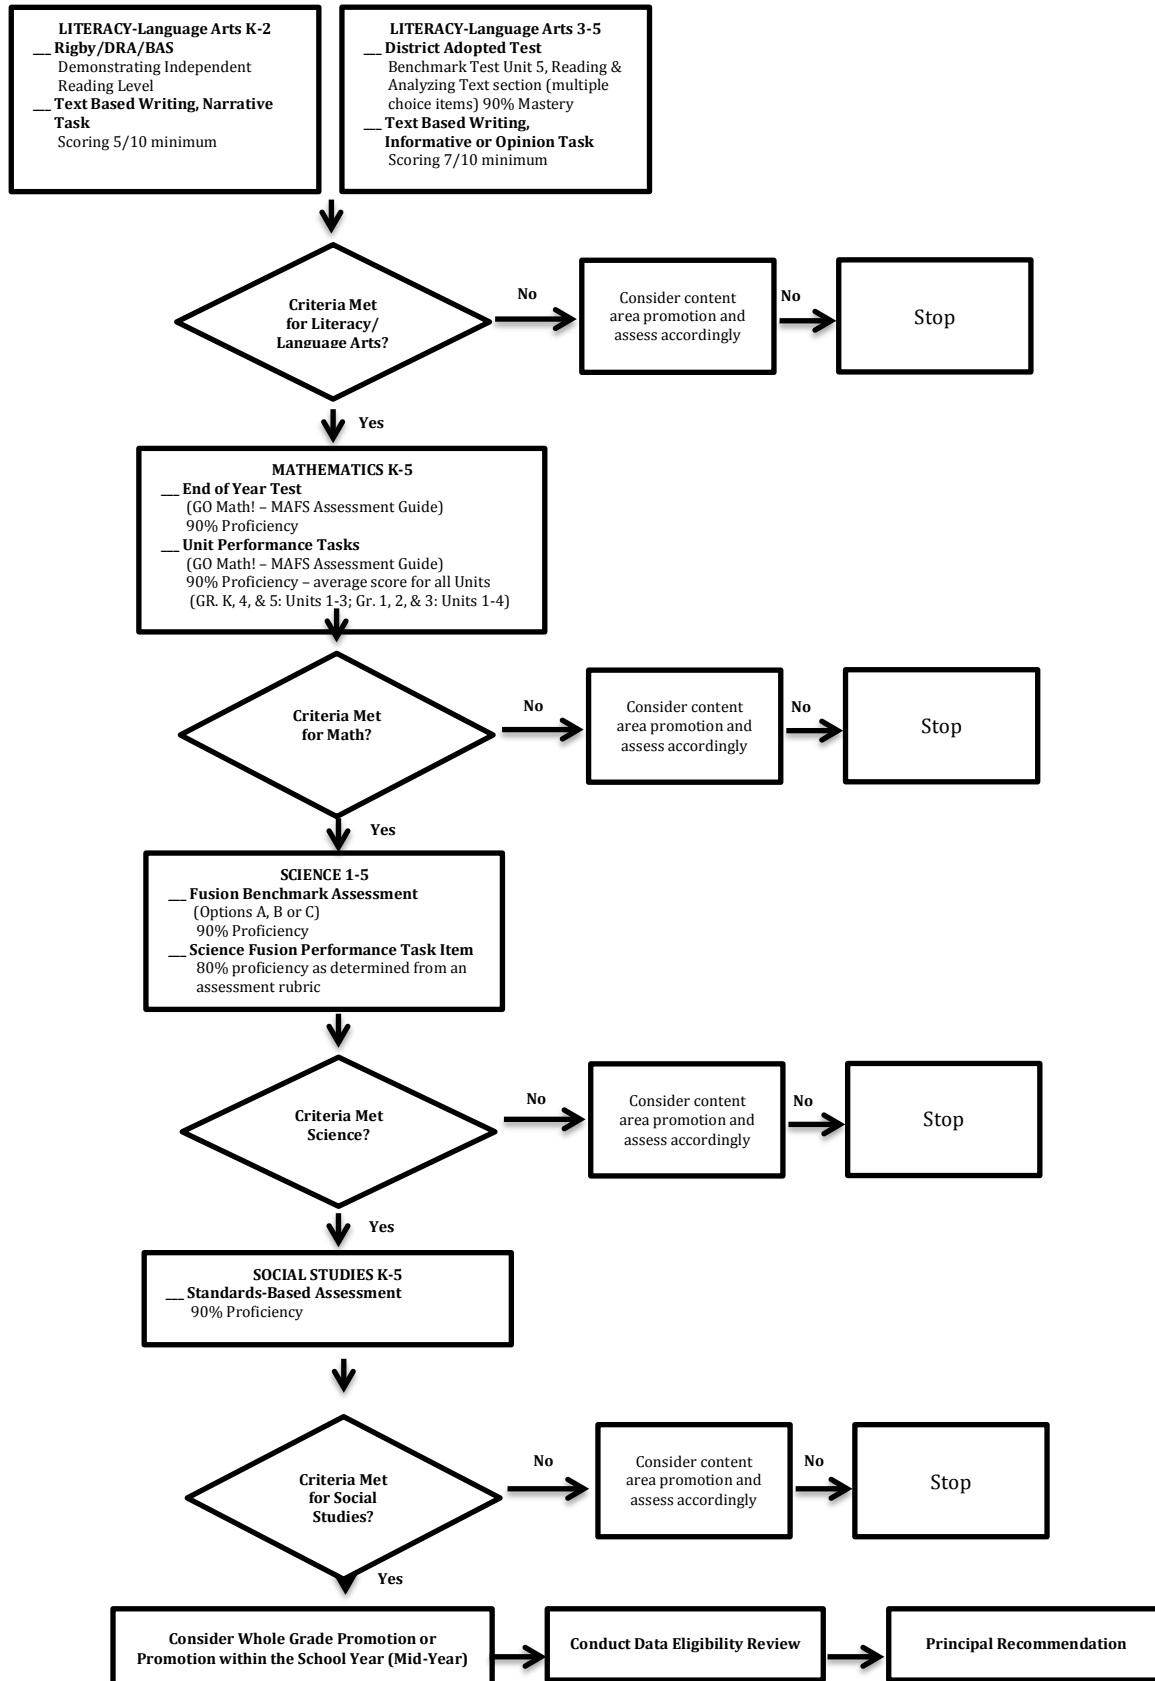 LITERACY-Language Arts K-2
___ Rigby/DRA/BAS
Demonstrating Independent
Reading Level
___ Text Based Writing, Narrative
Task
Scoring 5/10 minimum
LITERACY-Language Arts 3-5
___ District Adopted Test
Benchmark Test Unit 5, Reading &
Analyzing Text section (multiple
choice items) 90% Mastery
___ Text Based Writing,
Informative or Opinion Task
Scoring 7/10 minimum
Criteria Met
for Literacy/
Language Arts?
No
Consider content
area promotion and
assess accordingly
No
Stop
Yes
MATHEMATICS K-5
___ End of Year Test
(GO Math! – MAFS Assessment Guide)
90% Proficiency
___ Unit Performance Tasks
(GO Math! – MAFS Assessment Guide)
90% Proficiency – average score for all Units
(GR. K, 4, & 5: Units 1-3; Gr. 1, 2, & 3: Units 1-4)
Criteria Met
for Math?
No
Consider content
area promotion and
assess accordingly
No
Stop
Yes
SCIENCE 1-5
___ Fusion Benchmark Assessment
(Options A, B or C)
90% Proficiency
___ Science Fusion Performance Task Item
80% proficiency as determined from an
assessment rubric
Criteria Met
Science?
No
Consider content
area promotion and
assess accordingly
No
Stop
Yes
SOCIAL STUDIES K-5
___ Standards-Based Assessment
90% Proficiency
Criteria Met
for Social
Studies?
No
Consider content
area promotion and
assess accordingly
No
Stop
Yes
Consider Whole Grade Promotion or
Promotion within the School Year (Mid-Year)
Conduct Data Eligibility Review
Principal Recommendation